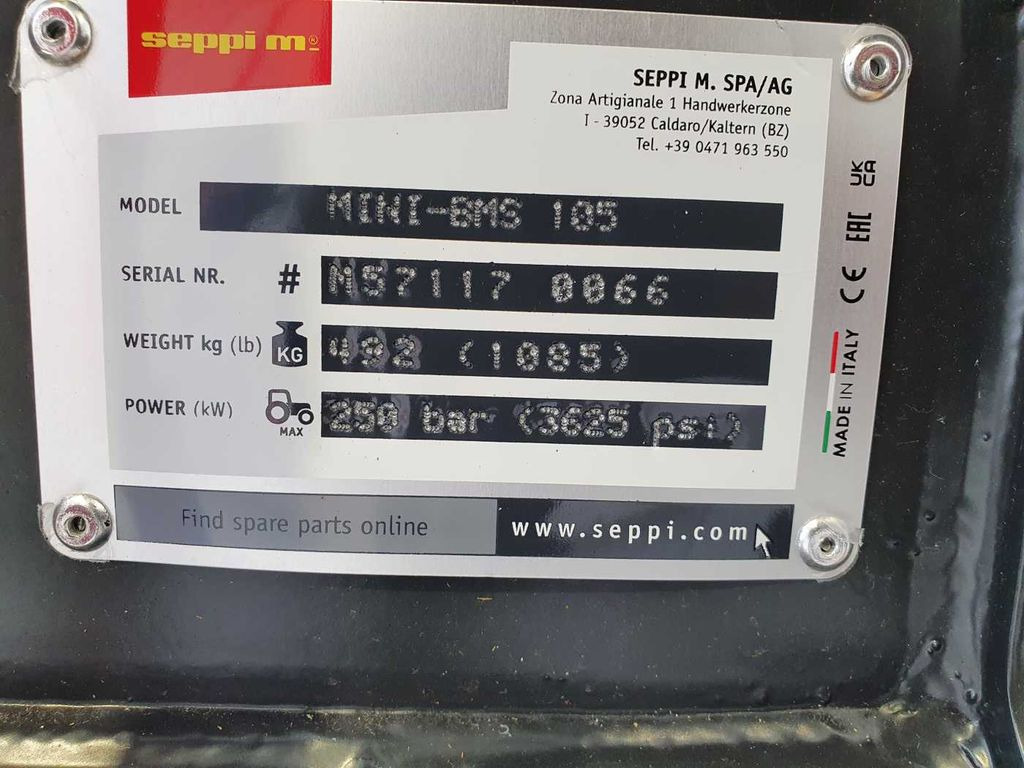 seppi m®
SEPPI M. SPA/AG
Zona Artigianale 1 Handwerkerzone
I - 39052 Caldaro/Kaltern (BZ)
Tel. +39 0471 963 550
MODEL MINI-BMS 105
SERIAL NR. # MS7117 0066
WEIGHT kg (lb) KG 492 (1085)
POWER (kW) MAX 250 bar (3625 psi)
Find spare parts online www.seppi.com
MADE IN ITALY CE EAC UKCA